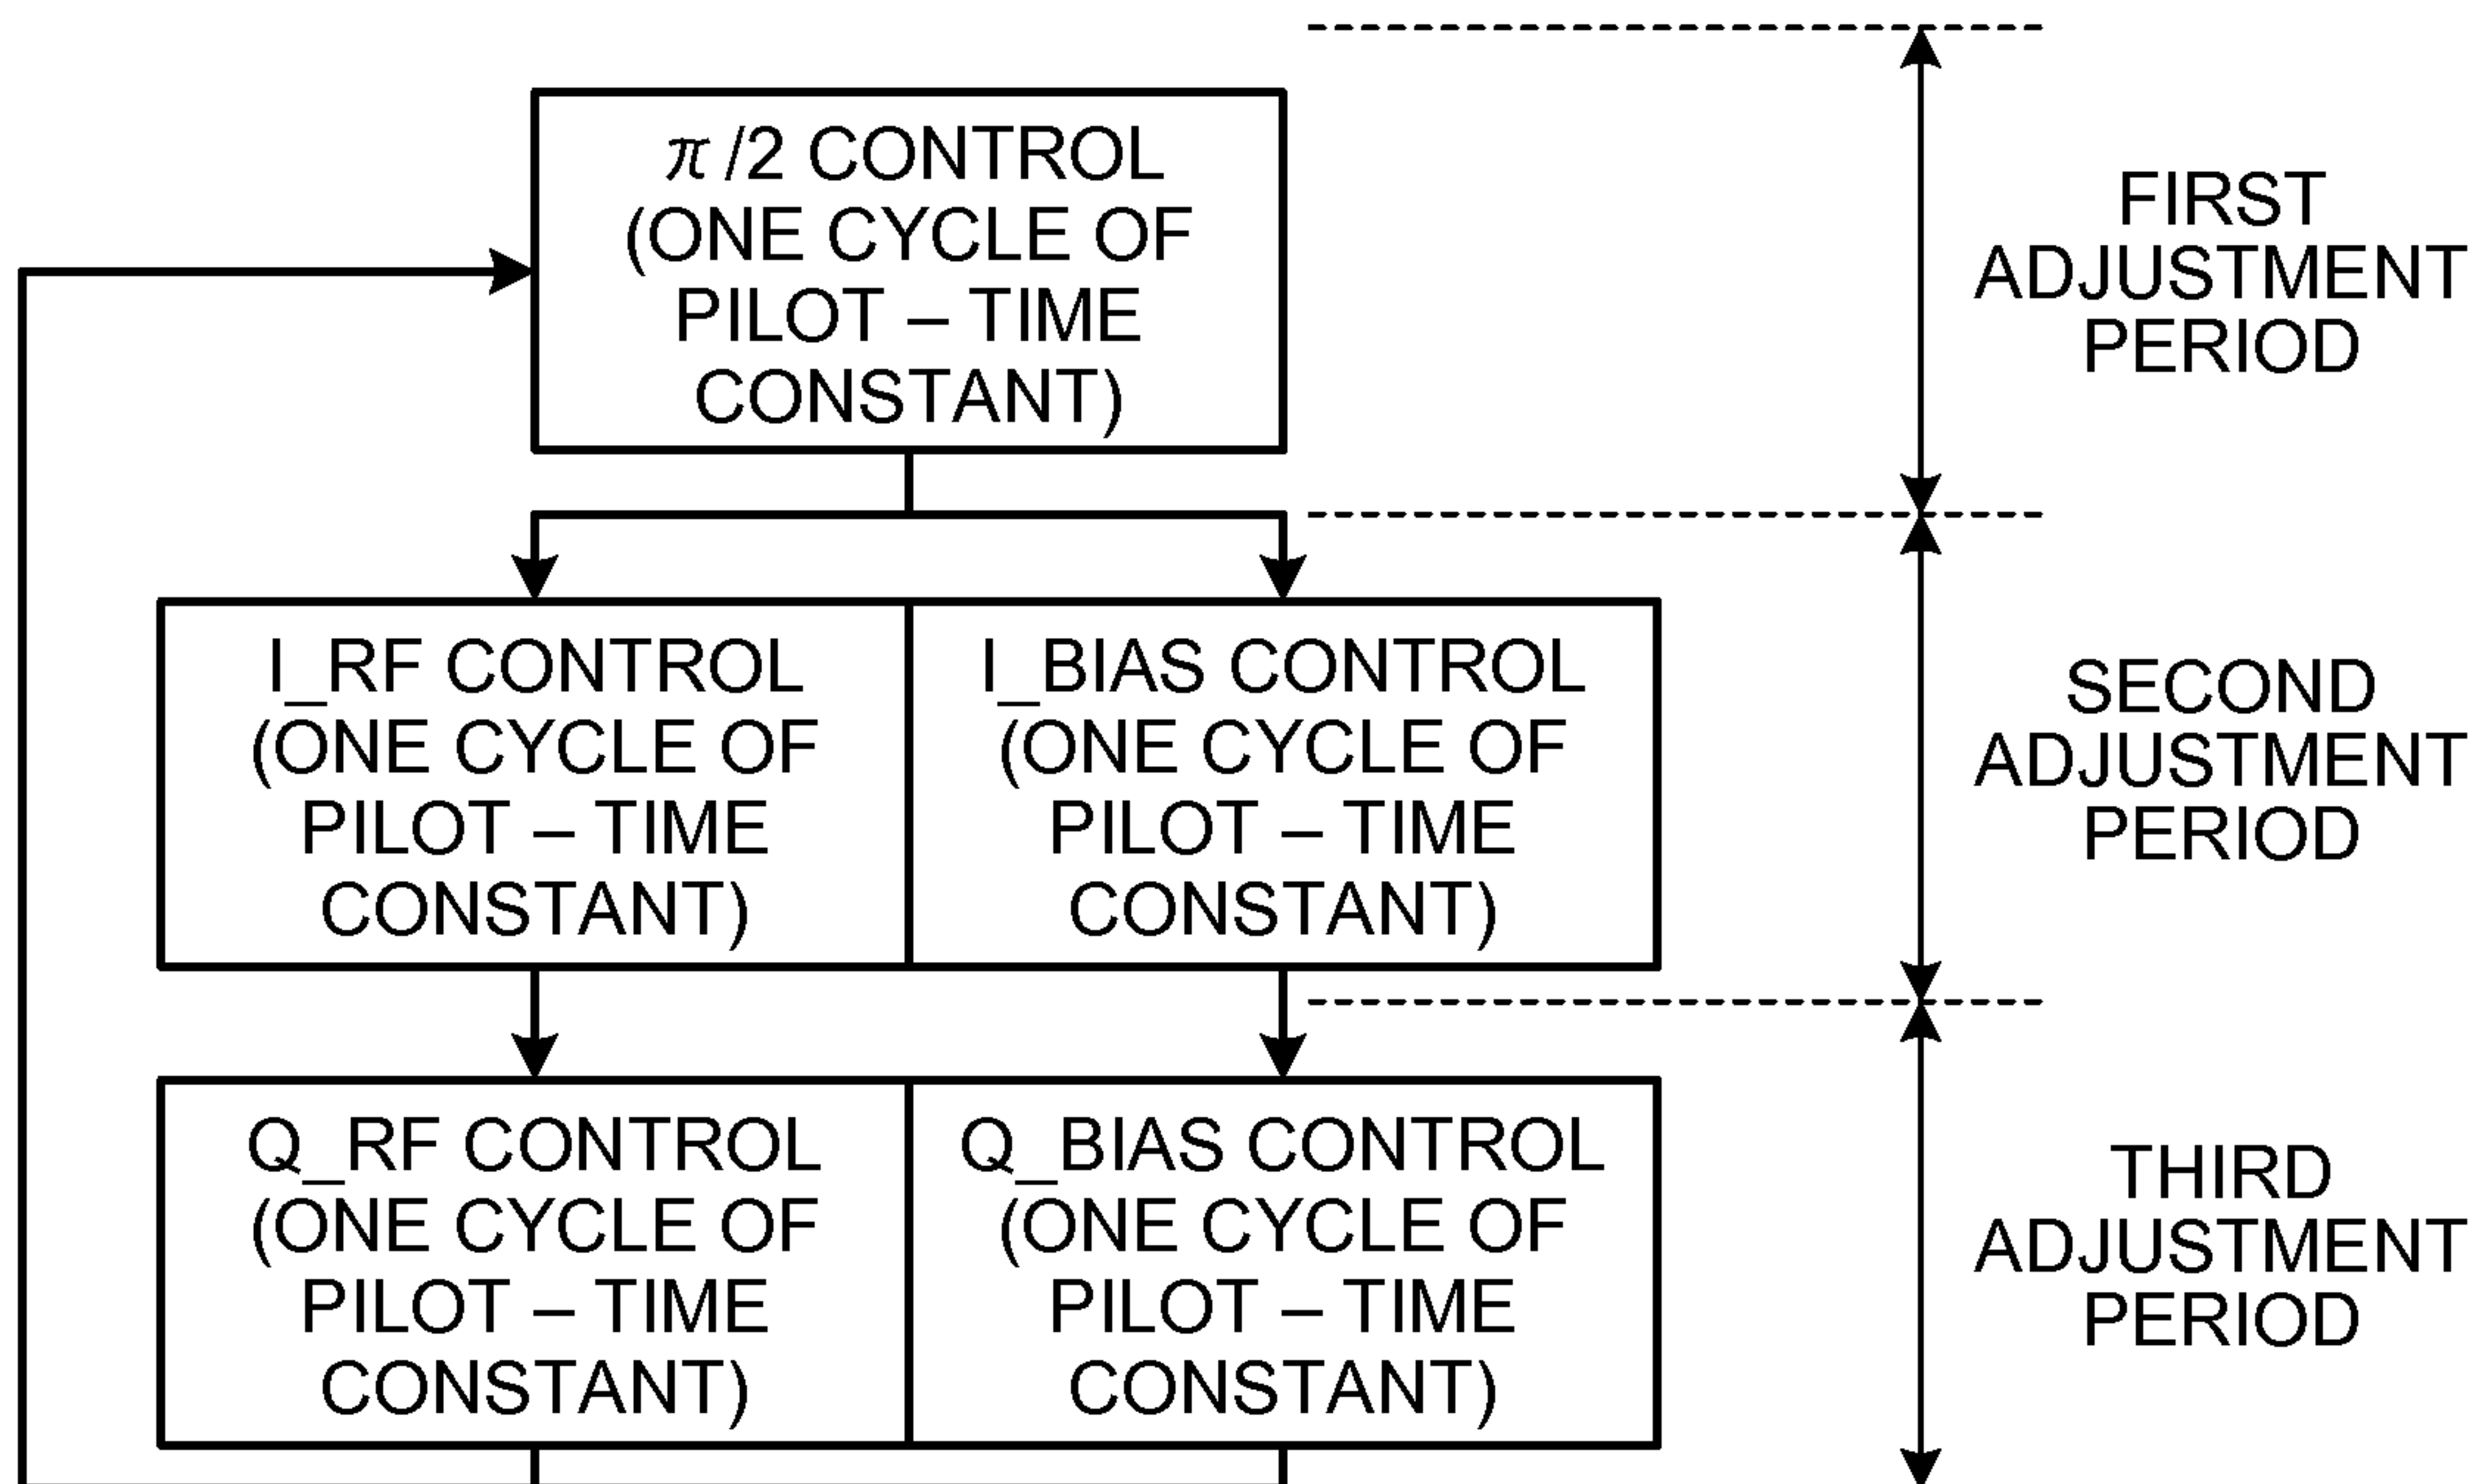 π/2 CONTROL
(ONE CYCLE OF
PILOT – TIME
CONSTANT)
FIRST
ADJUSTMENT
PERIOD
I_RF CONTROL
(ONE CYCLE OF
PILOT – TIME
CONSTANT)
I_BIAS CONTROL
(ONE CYCLE OF
PILOT – TIME
CONSTANT)
SECOND
ADJUSTMENT
PERIOD
Q_RF CONTROL
(ONE CYCLE OF
PILOT – TIME
CONSTANT)
Q_BIAS CONTROL
(ONE CYCLE OF
PILOT – TIME
CONSTANT)
THIRD
ADJUSTMENT
PERIOD